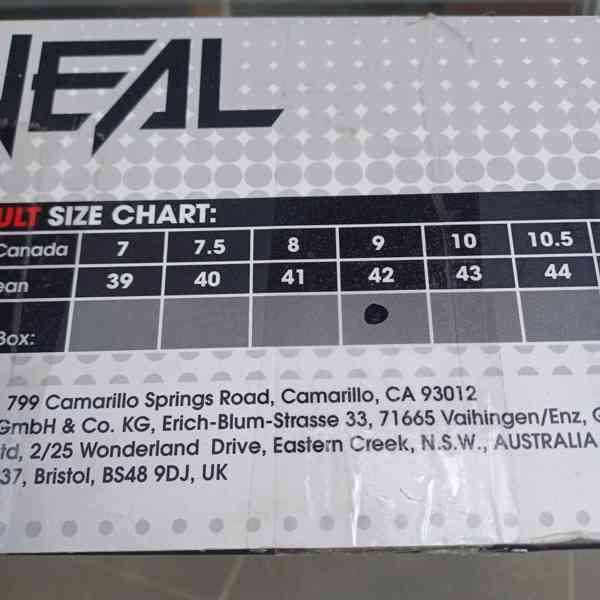 NEAL
ULT SIZE CHART:
Canada 7 7.5 8 9 10 10.5
ean 39 40 41 42 43 44
Box:
799 Camarillo Springs Road, Camarillo, CA 93012
GmbH & Co. KG, Erich-Blum-Strasse 33, 71665 Vaihingen/Enz, G
td, 2/25 Wonderland Drive, Eastern Creek, N.S.W., AUSTRALIA
37, Bristol, BS48 9DJ, UK